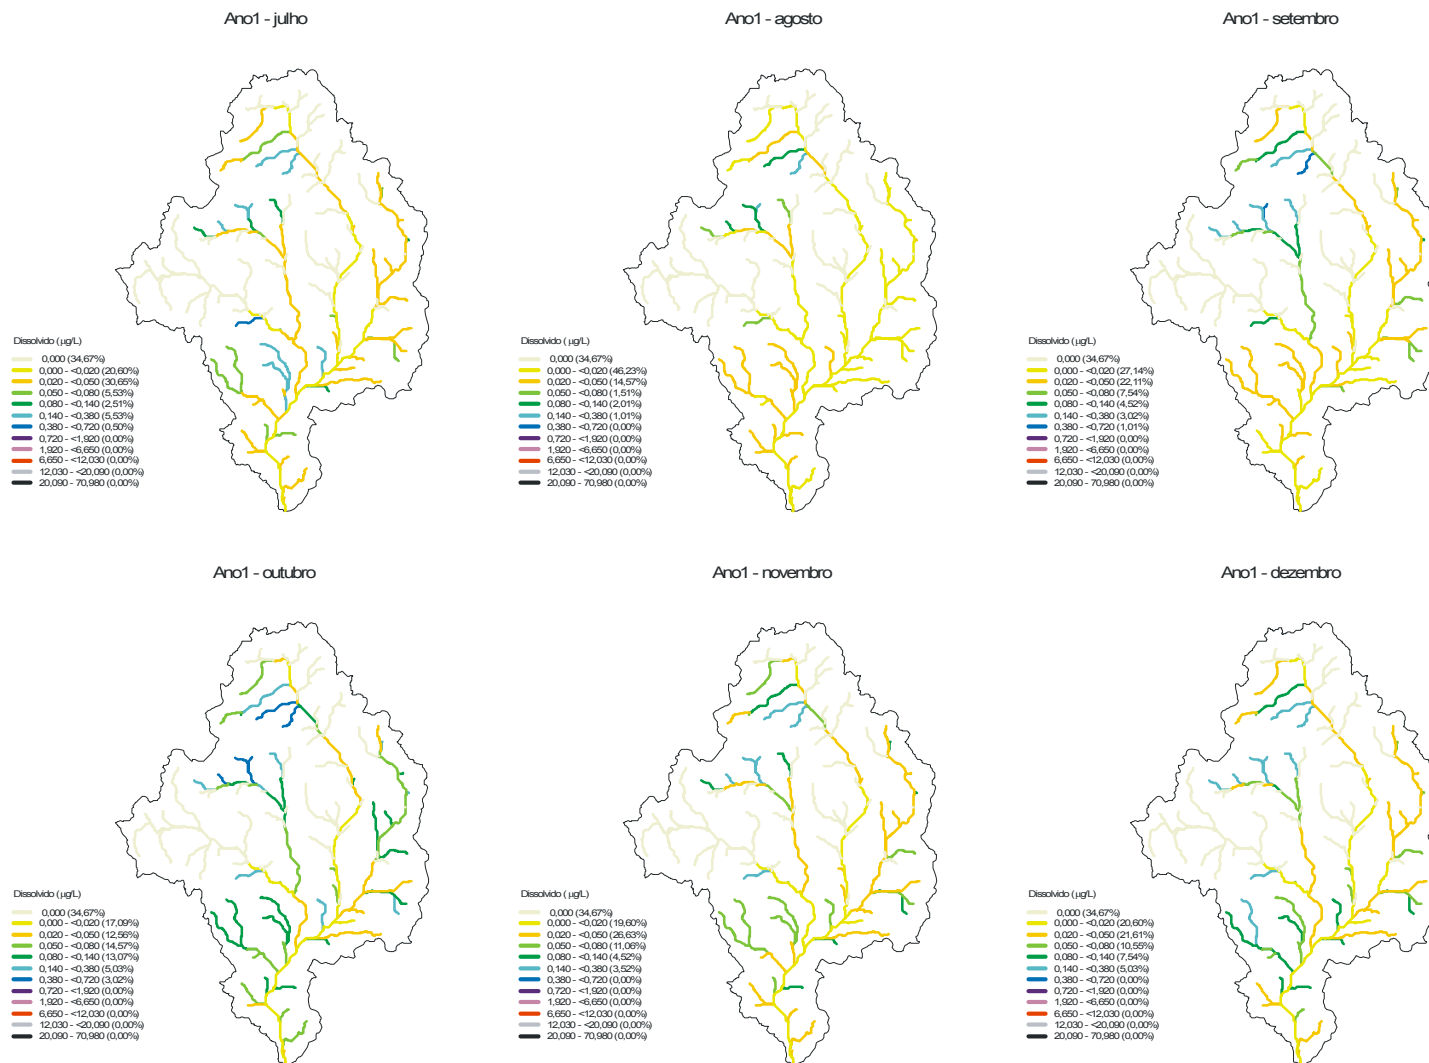 Ano1 - julho
Dissolvido (µg/L)
0,000 (34,67%)
0,000 - <0,020 (20,60%)
0,020 - <0,050 (30,65%)
0,050 - <0,080 (5,53%)
0,080 - <0,140 (2,51%)
0,140 - <0,380 (5,53%)
0,380 - <0,720 (0,50%)
0,720 - <1,920 (0,00%)
1,920 - <6,650 (0,00%)
6,650 - <12,030 (0,00%)
12,030 - <20,090 (0,00%)
20,090 - 70,980 (0,00%)
Ano1 - agosto
Dissolvido (µg/L)
0,000 (34,67%)
0,000 - <0,020 (46,23%)
0,020 - <0,050 (14,57%)
0,050 - <0,080 (1,51%)
0,080 - <0,140 (2,01%)
0,140 - <0,380 (1,01%)
0,380 - <0,720 (0,00%)
0,720 - <1,920 (0,00%)
1,920 - <6,650 (0,00%)
6,650 - <12,030 (0,00%)
12,030 - <20,090 (0,00%)
20,090 - 70,980 (0,00%)
Ano1 - setembro
Dissolvido (µg/L)
0,000 (34,67%)
0,000 - <0,020 (27,14%)
0,020 - <0,050 (22,11%)
0,050 - <0,080 (7,54%)
0,080 - <0,140 (4,52%)
0,140 - <0,380 (3,02%)
0,380 - <0,720 (1,01%)
0,720 - <1,920 (0,00%)
1,920 - <6,650 (0,00%)
6,650 - <12,030 (0,00%)
12,030 - <20,090 (0,00%)
20,090 - 70,980 (0,00%)
Ano1 - outubro
Dissolvido (µg/L)
0,000 (34,67%)
0,000 - <0,020 (17,09%)
0,020 - <0,050 (12,56%)
0,050 - <0,080 (14,57%)
0,080 - <0,140 (13,07%)
0,140 - <0,380 (5,03%)
0,380 - <0,720 (3,02%)
0,720 - <1,920 (0,00%)
1,920 - <6,650 (0,00%)
6,650 - <12,030 (0,00%)
12,030 - <20,090 (0,00%)
20,090 - 70,980 (0,00%)
Ano1 - novembro
Dissolvido (µg/L)
0,000 (34,67%)
0,000 - <0,020 (19,60%)
0,020 - <0,050 (26,63%)
0,050 - <0,080 (11,06%)
0,080 - <0,140 (4,52%)
0,140 - <0,380 (3,52%)
0,380 - <0,720 (0,00%)
0,720 - <1,920 (0,00%)
1,920 - <6,650 (0,00%)
6,650 - <12,030 (0,00%)
12,030 - <20,090 (0,00%)
20,090 - 70,980 (0,00%)
Ano1 - dezembro
Dissolvido (µg/L)
0,000 (34,67%)
0,000 - <0,020 (20,60%)
0,020 - <0,050 (21,61%)
0,050 - <0,080 (10,55%)
0,080 - <0,140 (7,54%)
0,140 - <0,380 (5,03%)
0,380 - <0,720 (0,00%)
0,720 - <1,920 (0,00%)
1,920 - <6,650 (0,00%)
6,650 - <12,030 (0,00%)
12,030 - <20,090 (0,00%)
20,090 - 70,980 (0,00%)